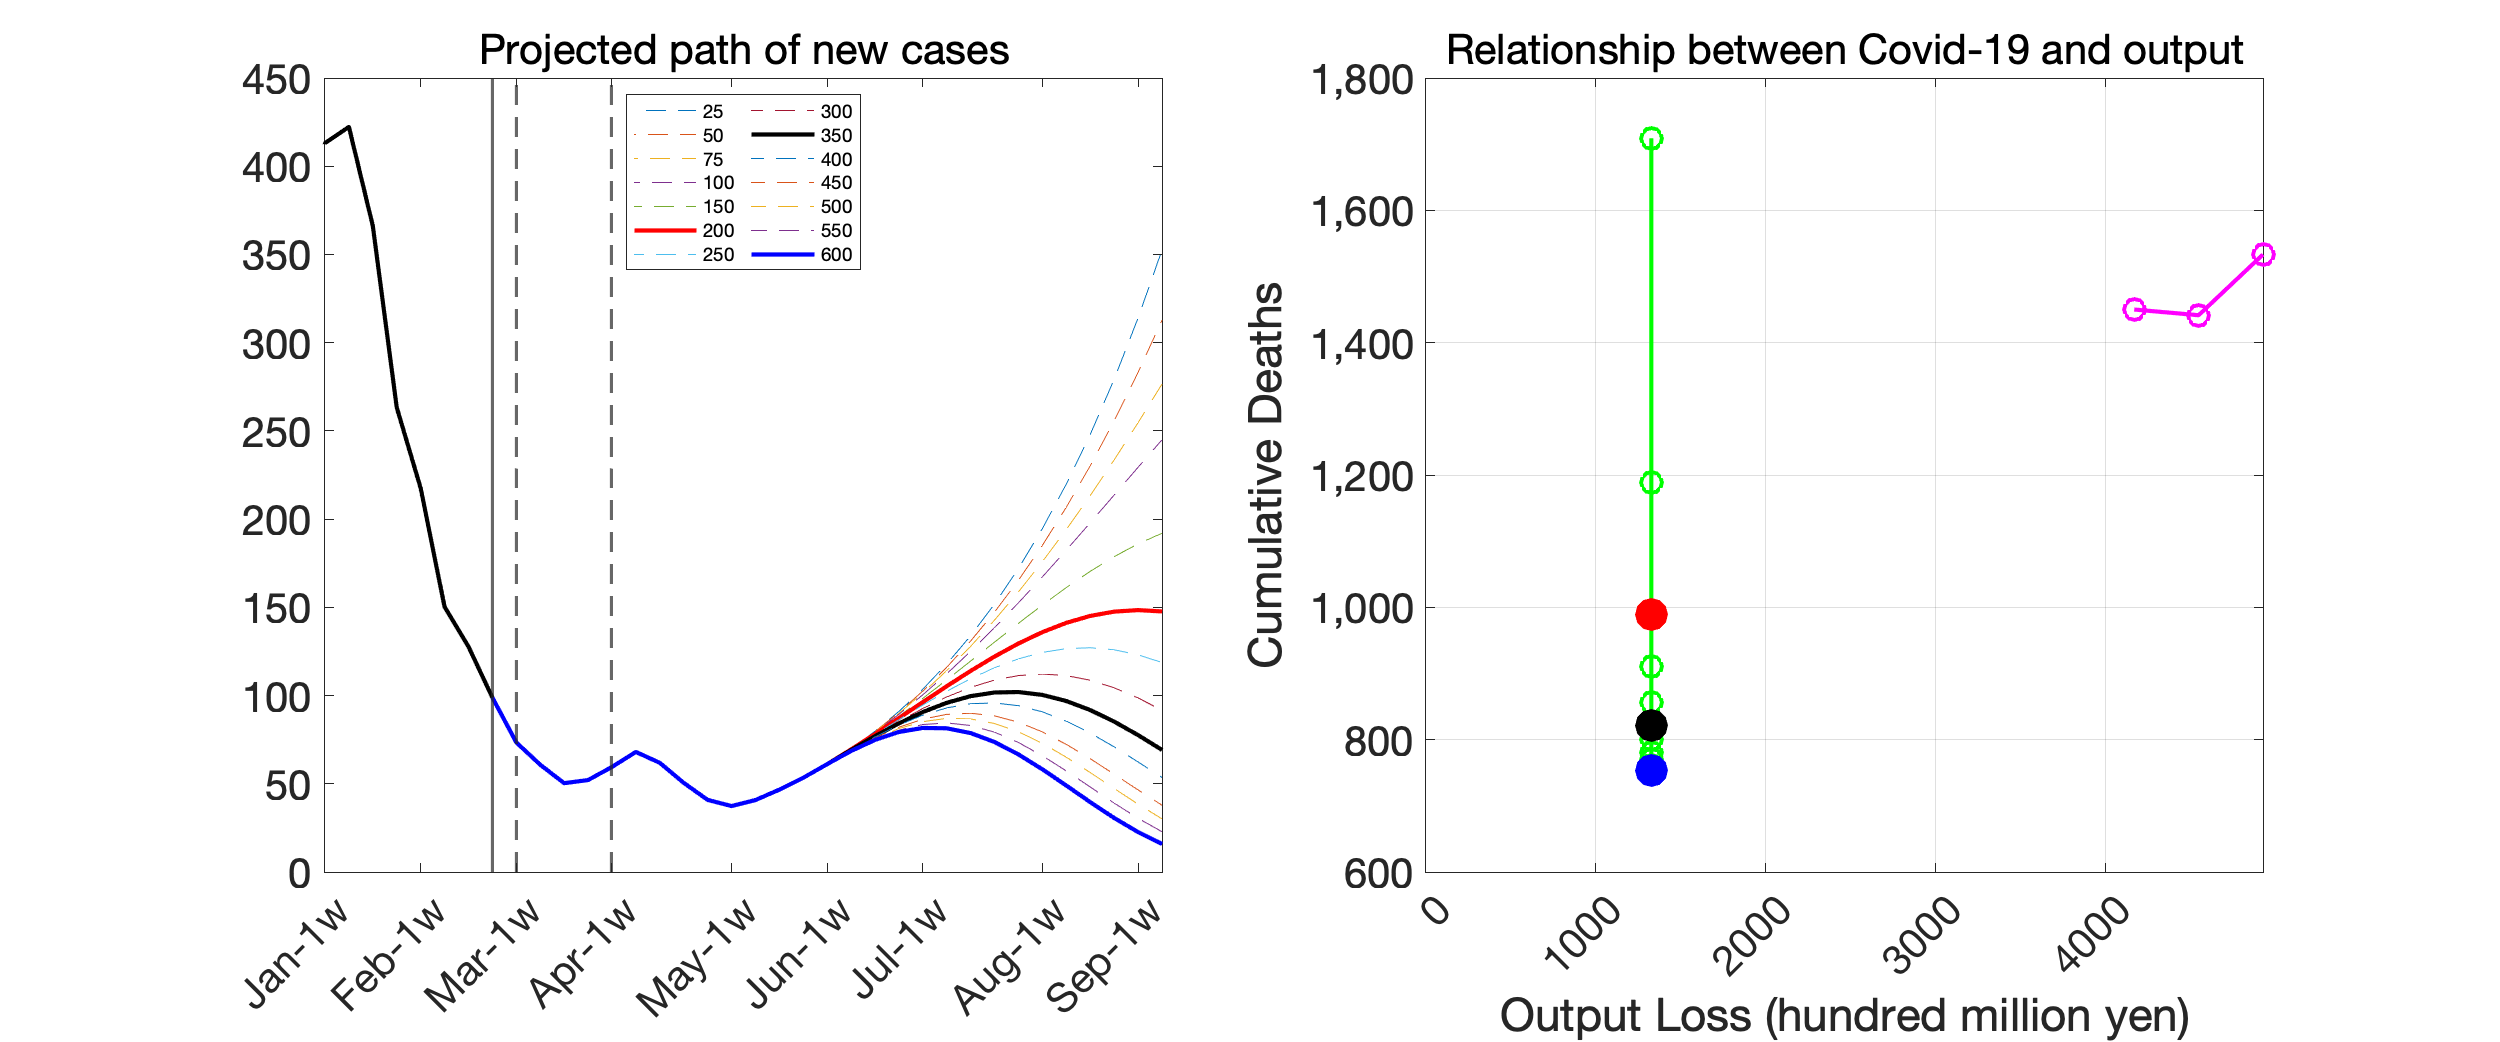 Projected path of new cases
450
400
350
300
250
200
150
100
50
0
25
50
75
100
150
200
250
300
350
400
450
500
550
600
Jan-1w
Feb-1w
Mar-1w
Apr-1w
May-1w
Jun-1w
Jul-1w
Aug-1w
Sep-1w
Relationship between Covid-19 and output
Cumulative Deaths
1,800
1,600
1,400
1,200
1,000
800
600
0
1000
2000
3000
4000
Output Loss (hundred million yen)